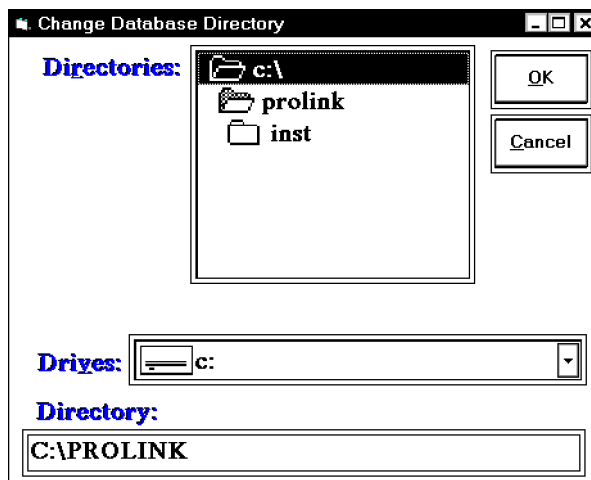 Change Database Directory
Directories:
c:\
prolink
inst
OK
Cancel
Drives:
c:
Directory:
C:\PROLINK